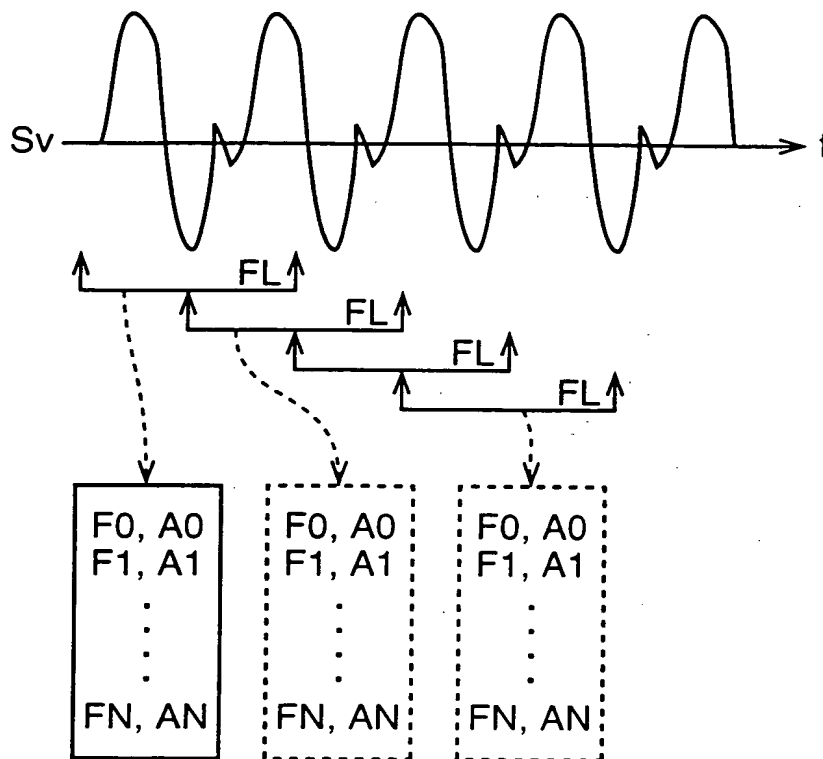 Sv
t
FL
FL
FL
FL
F0, A0
F1, A1
FN, AN
F0, A0
F1, A1
FN, AN
F0, A0
F1, A1
FN, AN